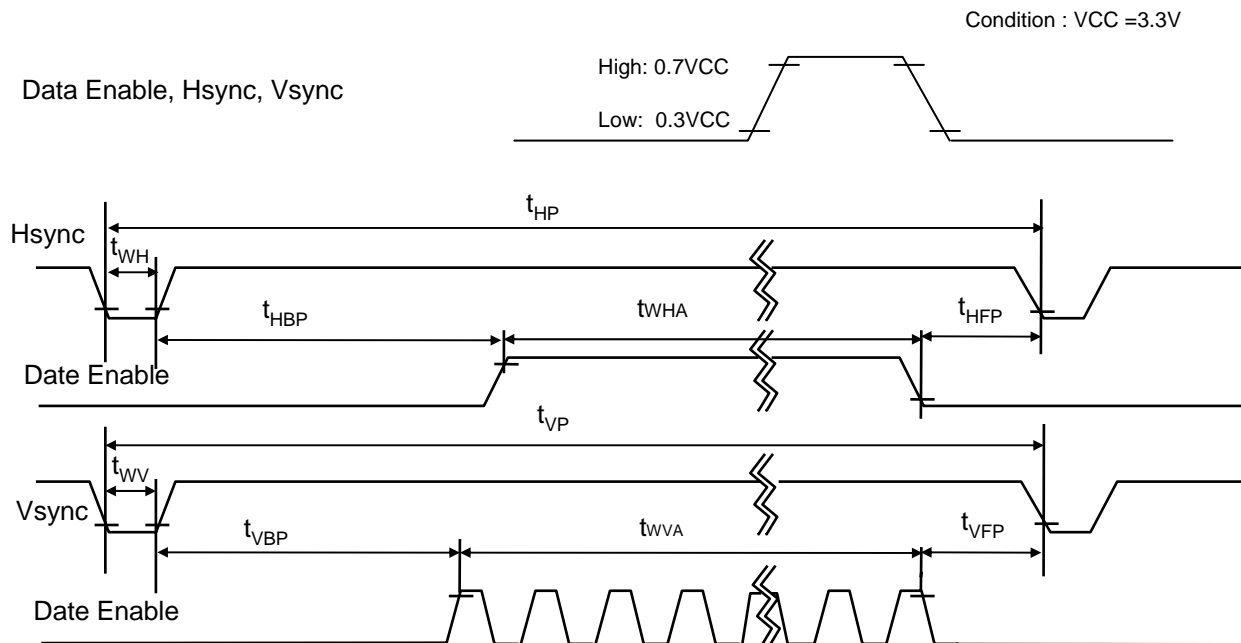 Condition : VCC =3.3V
High: 0.7VCC
Data Enable, Hsync, Vsync
Low: 0.3VCC
tHP
Hsync
tWH
tHBP
tWHA
tHFP
Date Enable
tVP
tWV
Vsync
tVBP
tWVA
tVFP
Date Enable